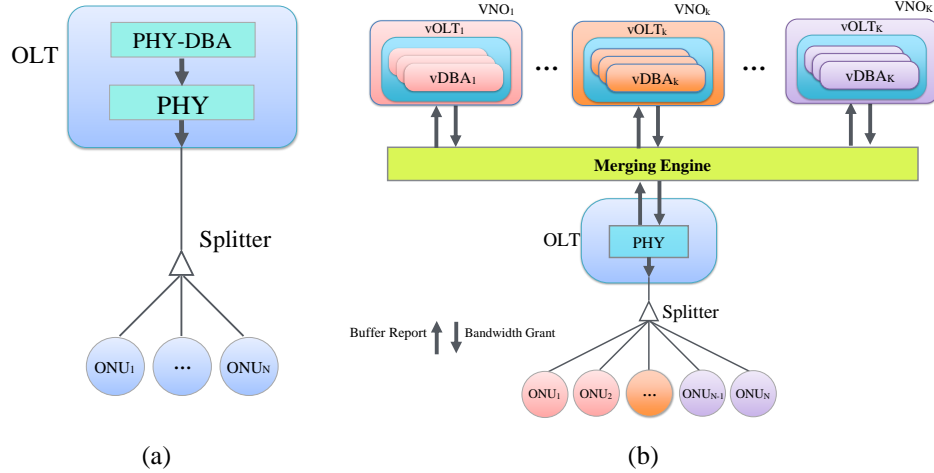 OLT
PHY-DBA
PHY
Splitter
ONU1
...
ONUN
(a)
VNO1
VNOk
VNOK
vOLT1
vOLTk
vOLTK
vDBA1
...
vDBAk
...
vDBAK
Merging Engine
OLT
PHY
Buffer Report
Bandwidth Grant
Splitter
ONU1
ONU2
...
ONUN-1
ONUN
(b)